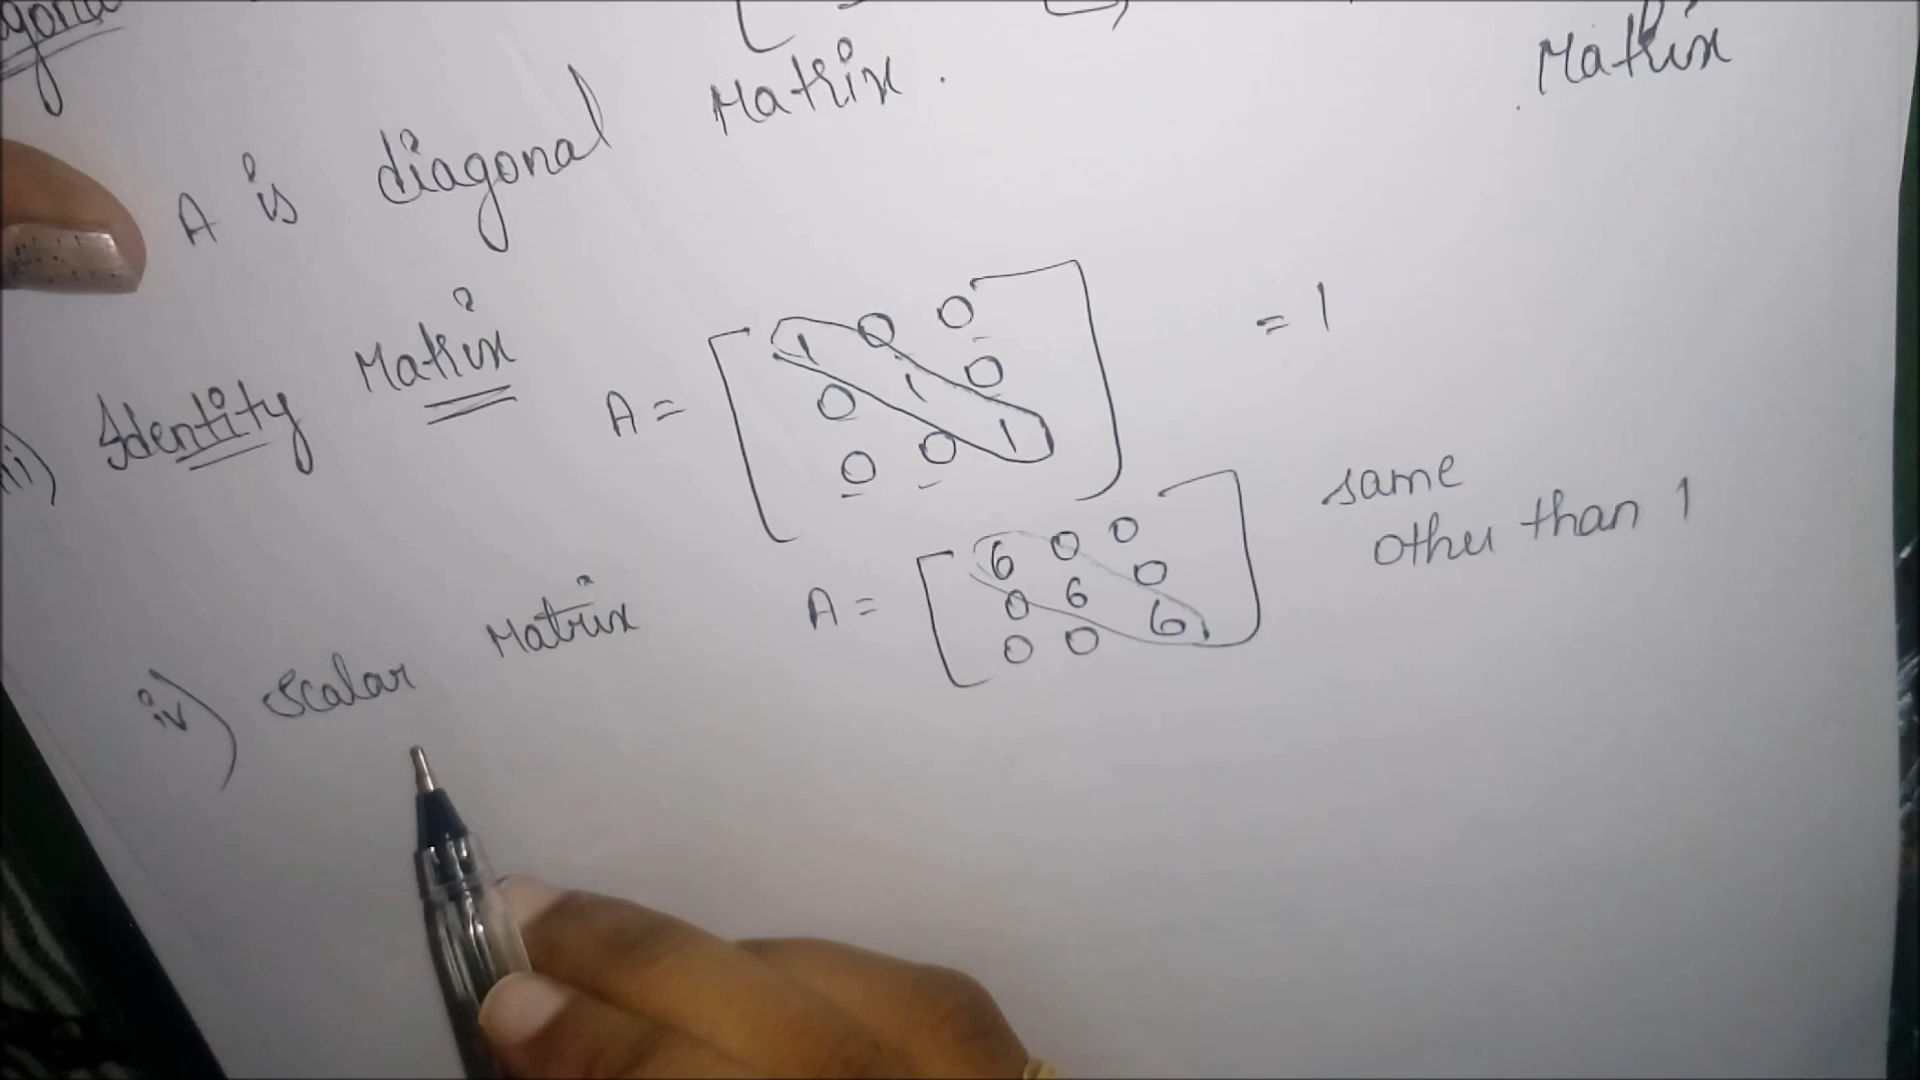 Matrix
A is diagonal Matrix.
iii) Identity Matrix A = [1 0 0 = 1
0 1 0
0 0 1]
same
other than 1
iv) Scalar Matrix A = [6 0 0
0 6 0
0 0 6]